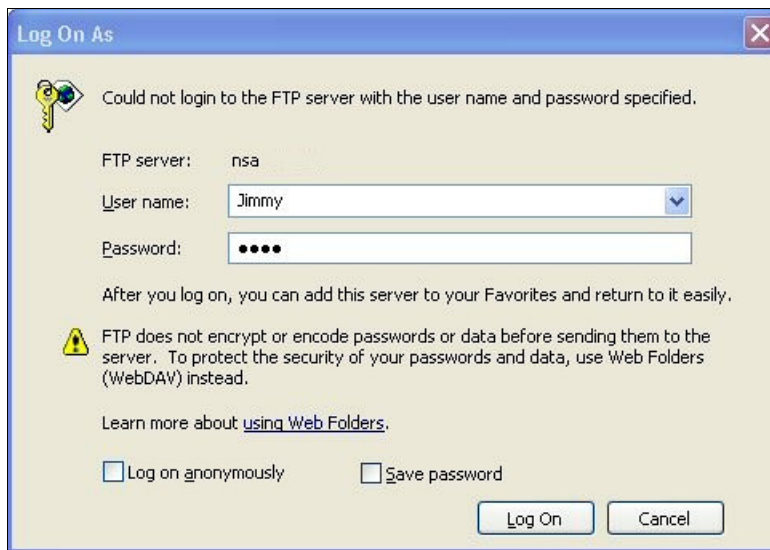 Log On As
Could not login to the FTP server with the user name and password specified.
FTP server: nsa
User name: Jimmy
Password: ••••
After you log on, you can add this server to your Favorites and return to it easily.
FTP does not encrypt or encode passwords or data before sending them to the
server. To protect the security of your passwords and data, use Web Folders
(WebDAV) instead.
Learn more about using Web Folders.
Log on anonymously Save password
Log On Cancel